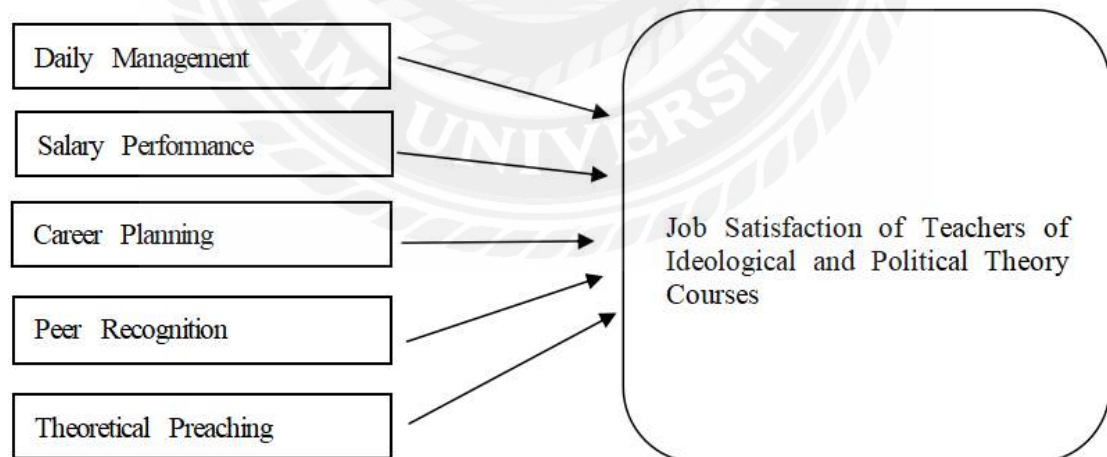 Daily Management
Salary Performance
Career Planning
Peer Recognition
Theoretical Preaching
Job Satisfaction of Teachers of
Ideological and Political Theory
Courses
UNIVERSIT